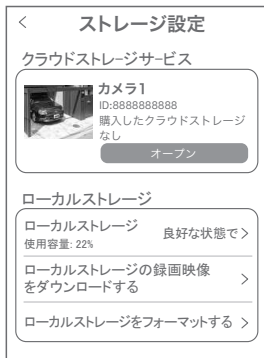 ストレージ設定
クラウドストレージサービス
カメラ1
ID:8888888888
購入したクラウドストレージ
なし
オープン
ローカルストレージ
ローカルストレージ
良好な状態で
使用容量: 22%
ローカルストレージの録画映像
をダウンロードする
ローカルストレージをフォーマットする